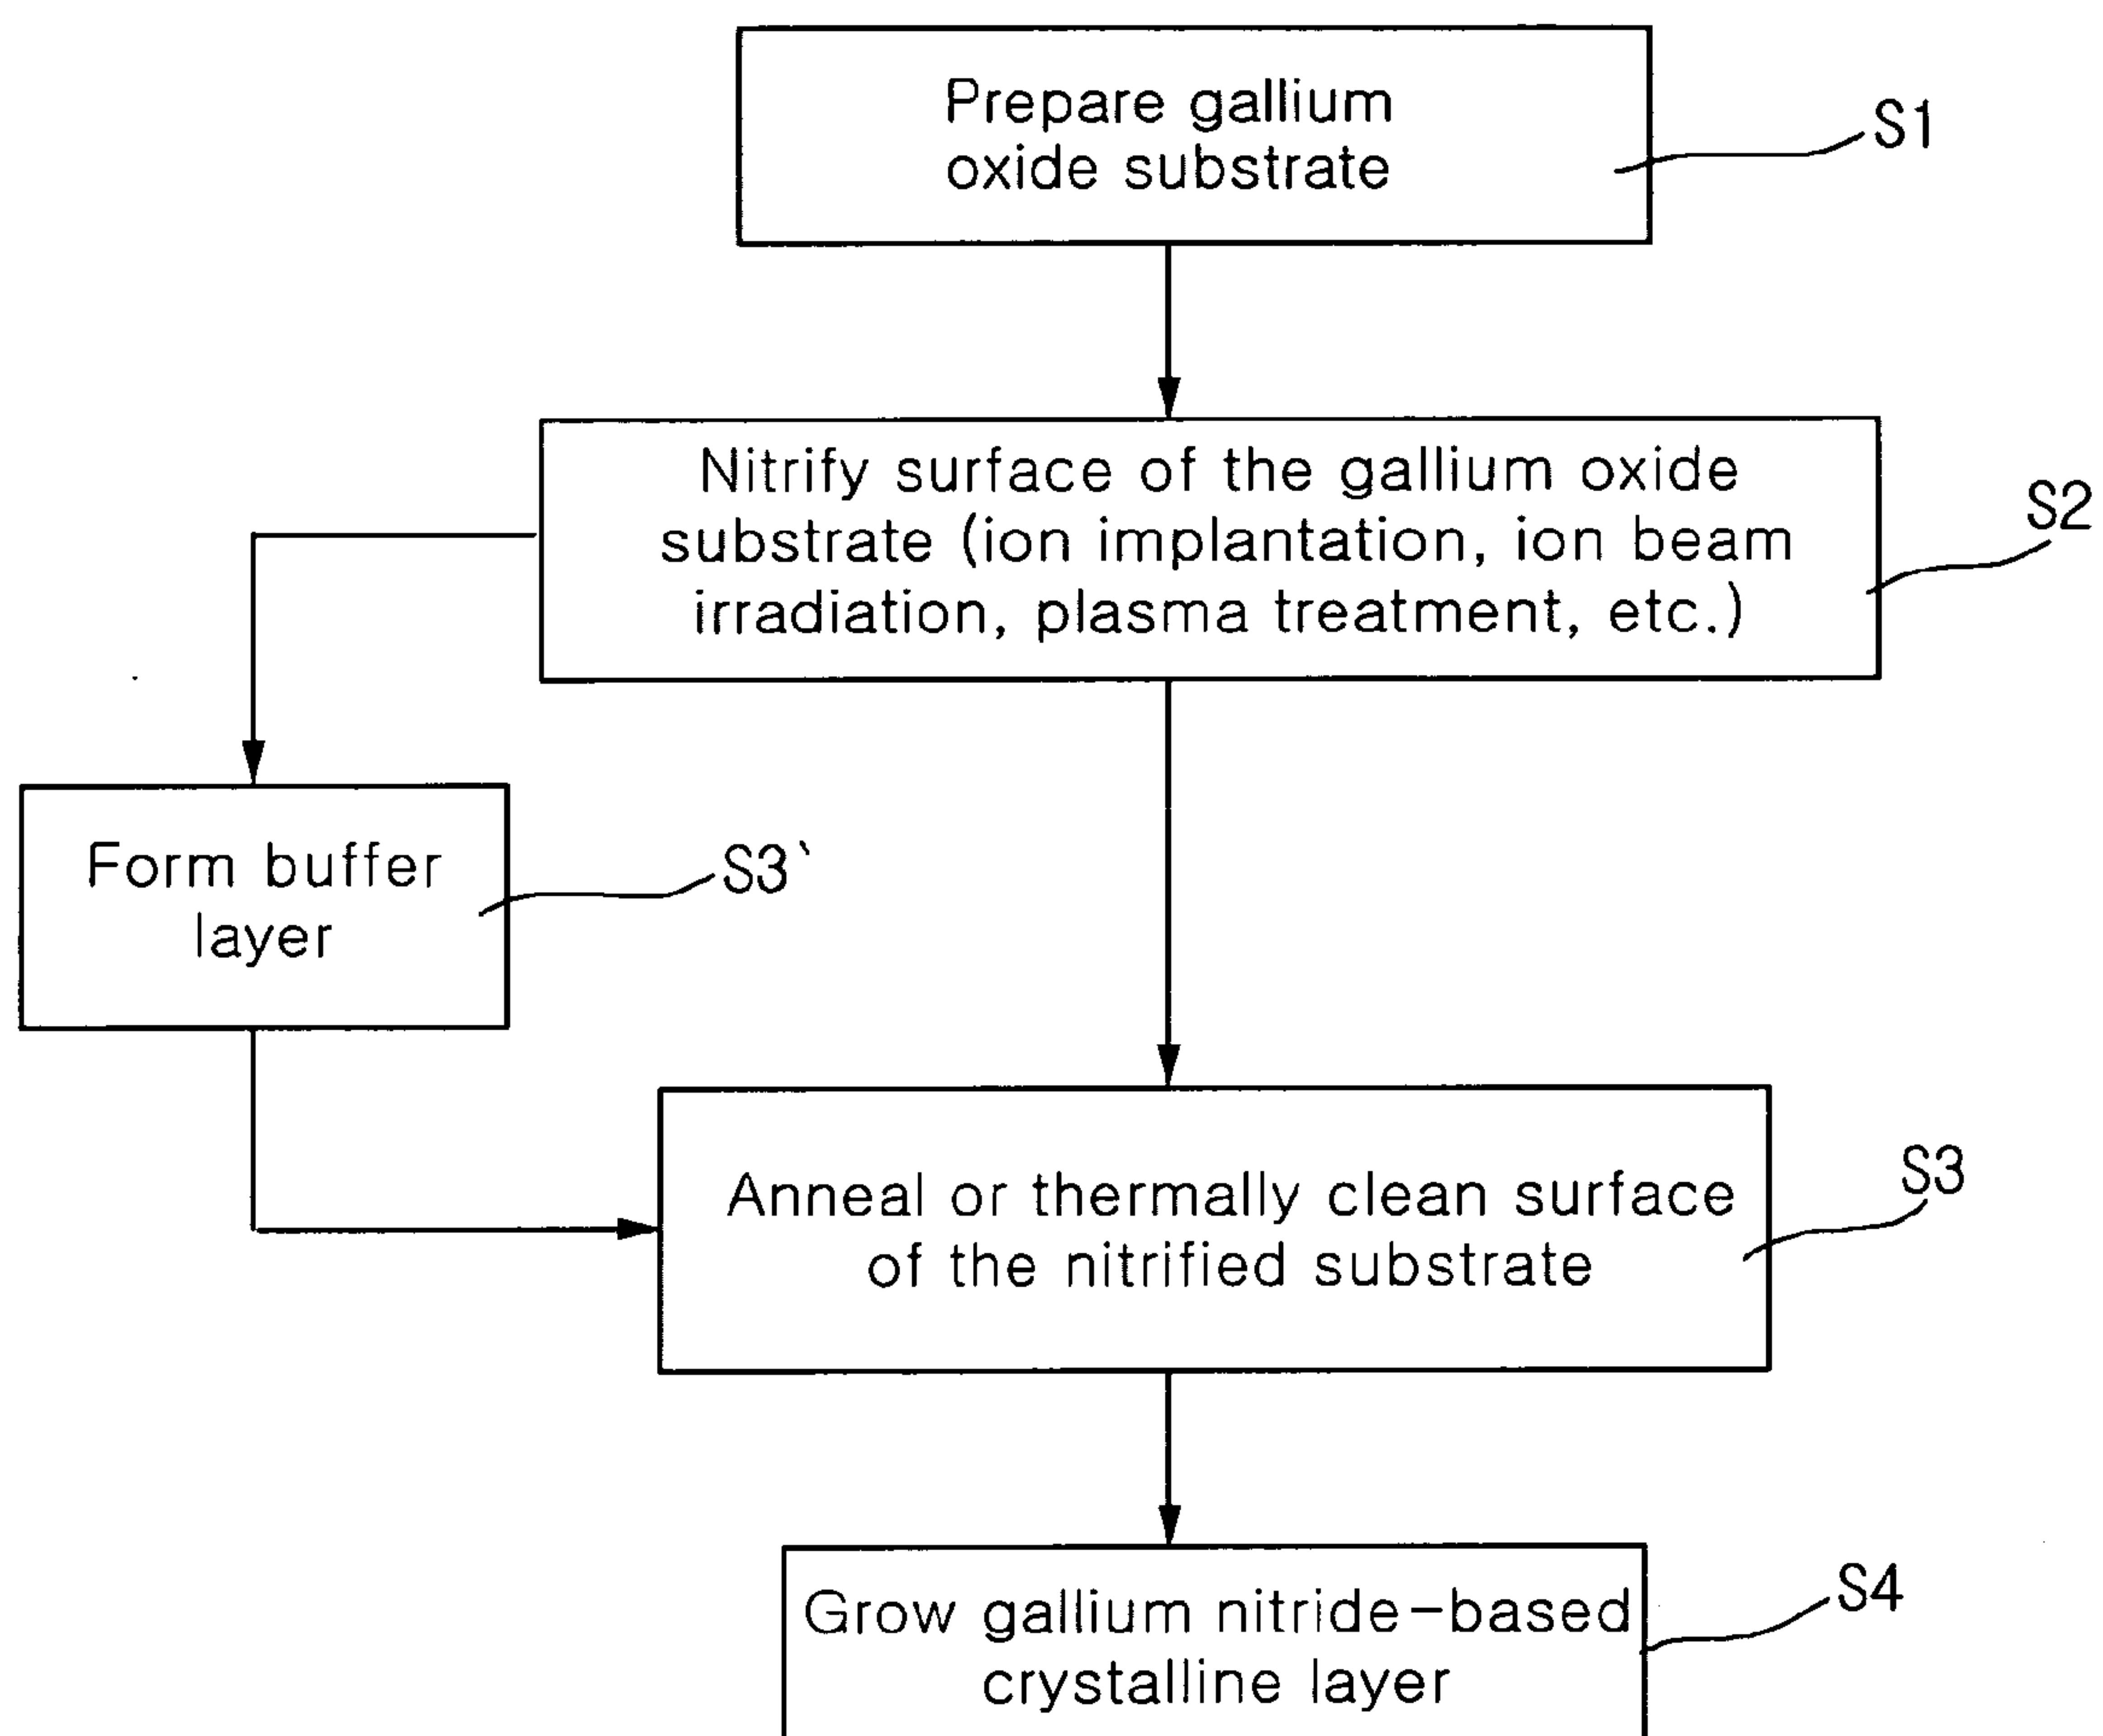 Prepare gallium
oxide substrate
S1
Nitrify surface of the gallium oxide
substrate (ion implantation, ion beam
irradiation, plasma treatment, etc.)
S2
Form buffer
layer
S3`
Anneal or thermally clean surface
of the nitrified substrate
S3
Grow gallium nitride-based
crystalline layer
S4